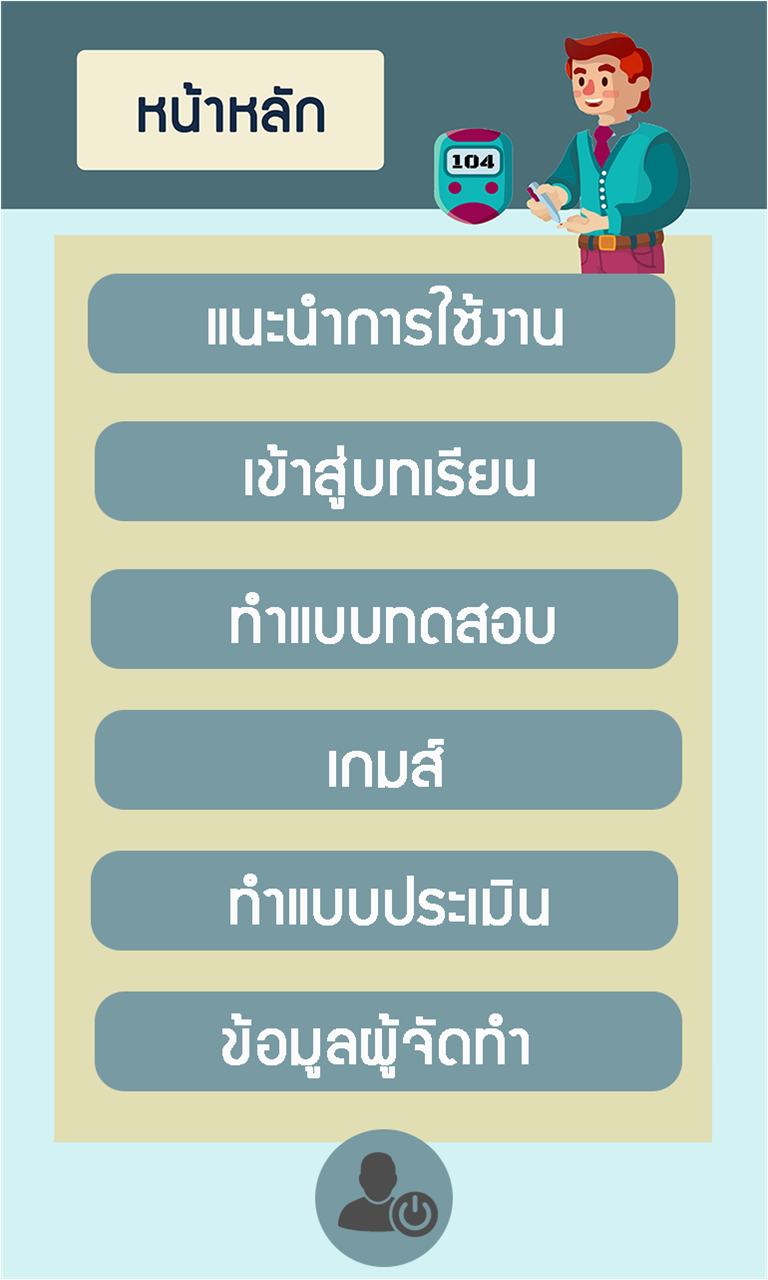 หน้าหลัก
104
แนะนำการใช้งาน
เข้าสู่บทเรียน
ทำแบบทดสอบ
เกมส์
ทำแบบประเมิน
ข้อมูลผู้จัดทำ